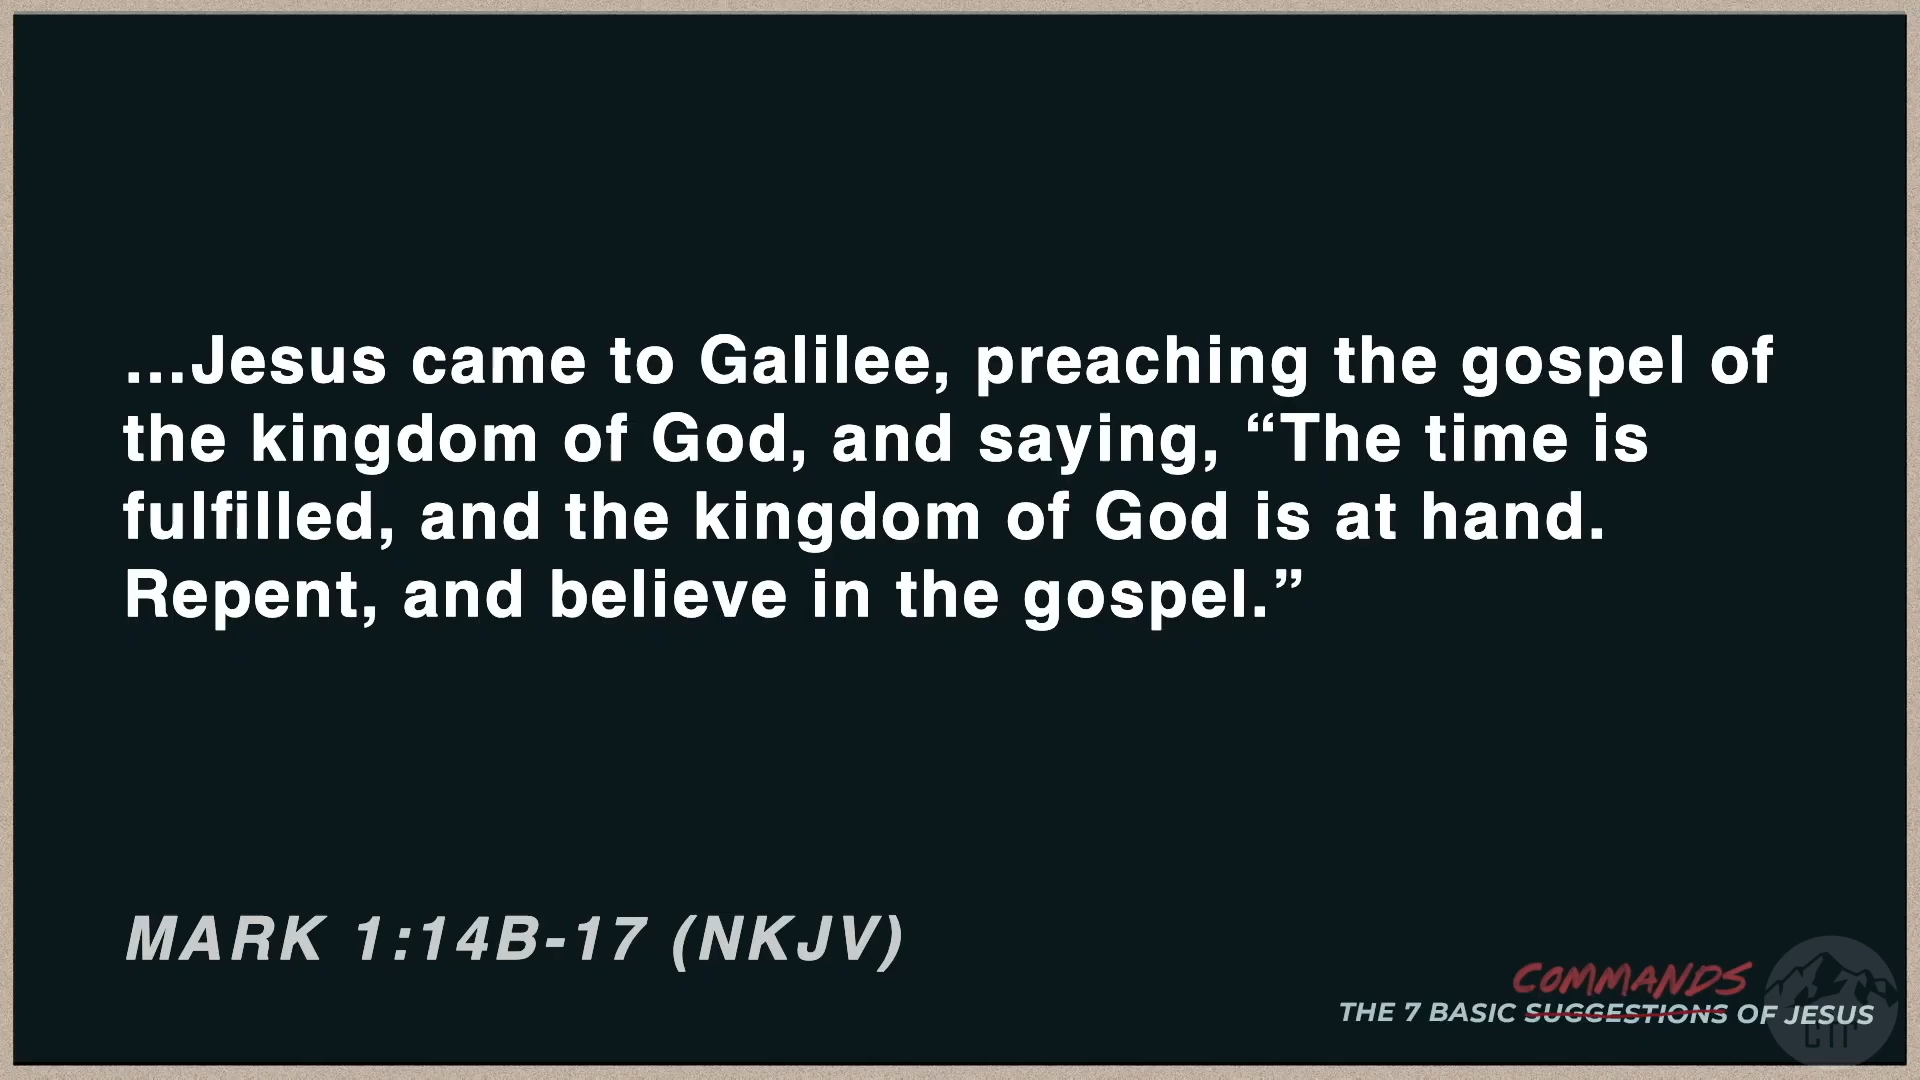 ...Jesus came to Galilee, preaching the gospel of
the kingdom of God, and saying, “The time is
fulfilled, and the kingdom of God is at hand.
Repent, and believe in the gospel.”
MARK 1:14B-17 (NKJV)
COMMANDS
THE 7 BASIC SUGGESTIONS OF JESUS